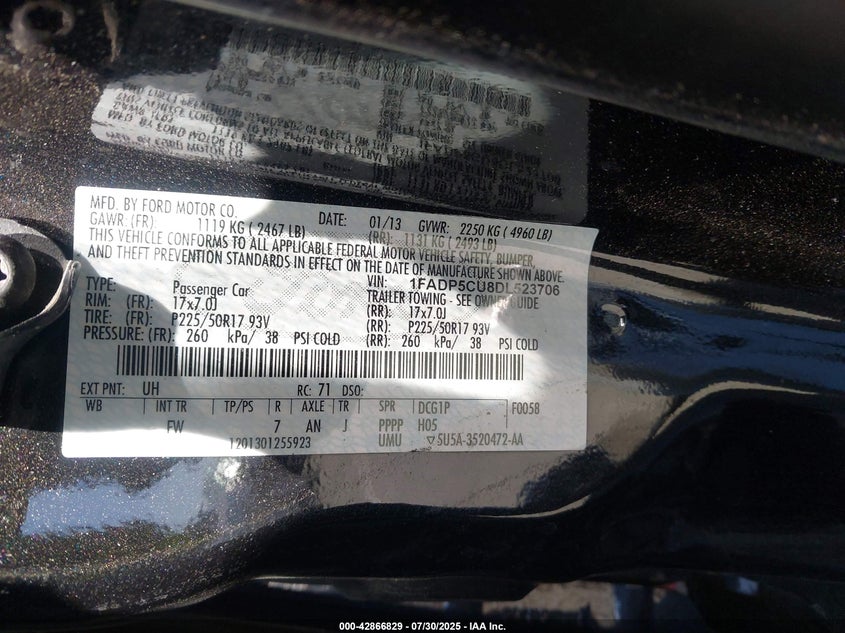 MFD. BY FORD MOTOR CO.
DATE: 01/13 GVWR: 2250 KG ( 4960 LB)
GAWR: (FR): 1119 KG ( 2467 LB) (RR): 1131 KG ( 2493 LB)
THIS VEHICLE CONFORMS TO ALL APPLICABLE FEDERAL MOTOR VEHICLE SAFETY, BUMPER,
AND THEFT PREVENTION STANDARDS IN EFFECT ON THE DATE OF MANUFACTURE SHOWN ABOVE.
VIN: 1FADP5CU8DL523706
TYPE: Passenger Car TRAILER TOWING - SEE OWNERS GUIDE
RIM: (FR): 17x7.0J (RR): 17x7.0J
TIRE: (FR): P225/50R17 93V (RR): P225/50R17 93V
PRESSURE: (FR): 260 kPa/ 38 PSI COLD (RR): 260 kPa/ 38 PSI COLD
EXT PNT: UH RC: 71 DSO:
WB INT TR TP/PS R AXLE TR SPR DCG1P F0058
FW 7 AN J PPPP H05
1201301255923 UMU ▽5U5A-3520472-AA
000-42866829 / 07/30/2025 - IAA Inc.